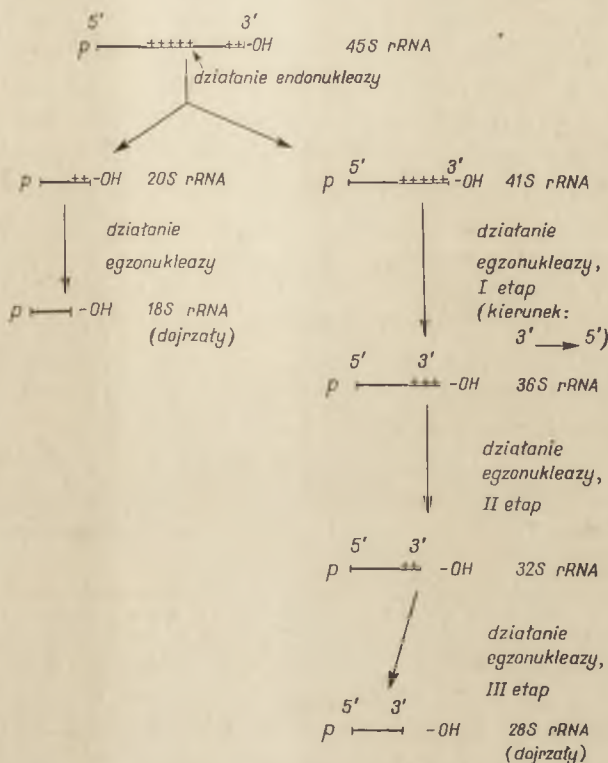 5' 3'
p +++++ ++-OH 45S rRNA
działanie endonukleazy
p ++-OH 20S rRNA
5' 3'
p +++++-OH 41S rRNA
działanie
egzonukleazy
działanie
egzonukleazy,
I etap
(kierunek:
3' → 5')
p -OH 18S rRNA
(dojrzały)
5' 3'
p +++ -OH 36S rRNA
działanie
egzonukleazy,
II etap
5' 3'
p ++ -OH 32S rRNA
działanie
egzonukleazy,
III etap
5' 3'
p -OH 28S rRNA
(dojrzały)